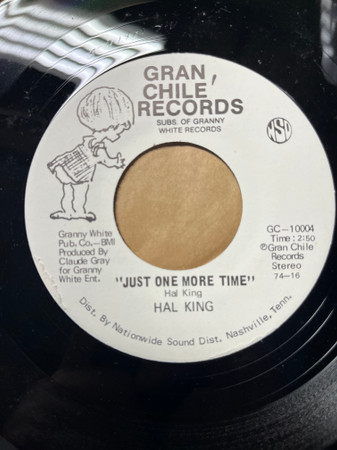 GRAN
CHILE'
RECORDS
SUBS. OF GRANNY
WHITE RECORDS
NSD
Granny White
Pub. Co.—BMI
Produced By
Claude Gray
for Granny
White Ent.
GC—10004
Time: 2:50
℗Gran Chile
Records
Stereo
74—16
"JUST ONE MORE TIME"
Hal King
HAL KING
Dist. By Nationwide Sound Dist. Nashville, Tenn.